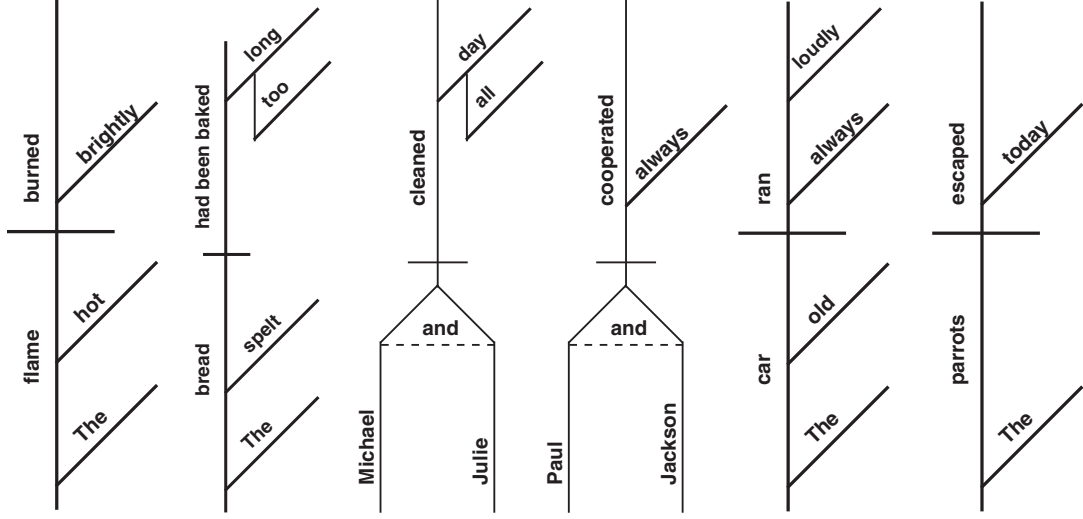 flame
burned
The
hot
brightly
bread
had been baked
The
spelt
long
too
Michael
and
Julie
cleaned
day
all
Paul
and
Jackson
cooperated
always
car
ran
The
old
always
loudly
parrots
escaped
The
today